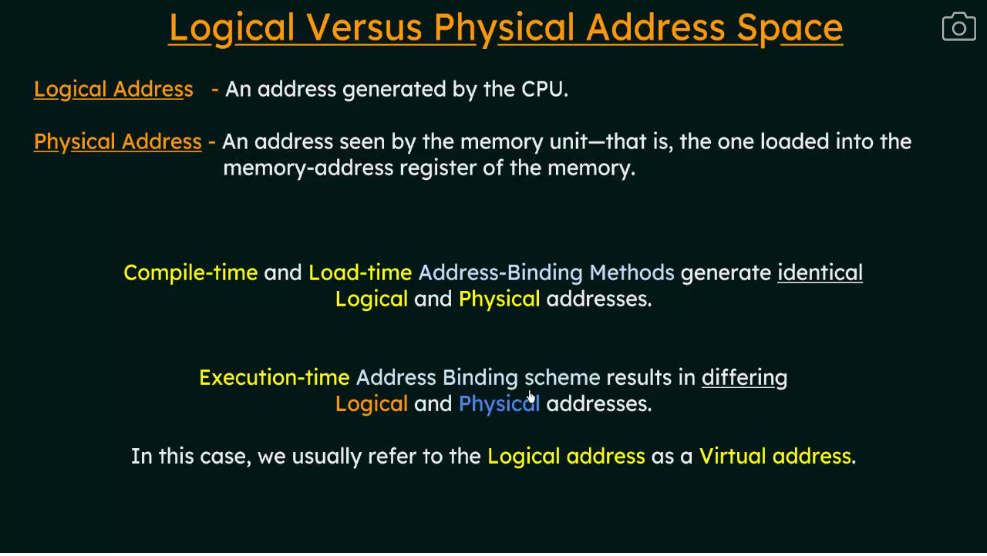 Logical Versus Physical Address Space
Logical Address - An address generated by the CPU.
Physical Address - An address seen by the memory unit—that is, the one loaded into the
memory-address register of the memory.
Compile-time and Load-time Address-Binding Methods generate identical
Logical and Physical addresses.
Execution-time Address Binding scheme results in differing
Logical and Physical addresses.
In this case, we usually refer to the Logical address as a Virtual address.